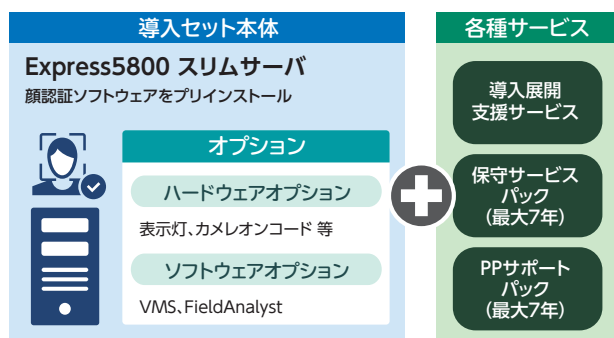 導入セット本体
Express5800 スリムサーバ
顔認証ソフトウェアをプリインストール
オプション
ハードウェアオプション
表示灯、カメレオンコード 等
ソフトウェアオプション
VMS、FieldAnalyst
各種サービス
導入展開
支援サービス
保守サービス
パック
(最大7年)
PPサポート
パック
(最大7年)